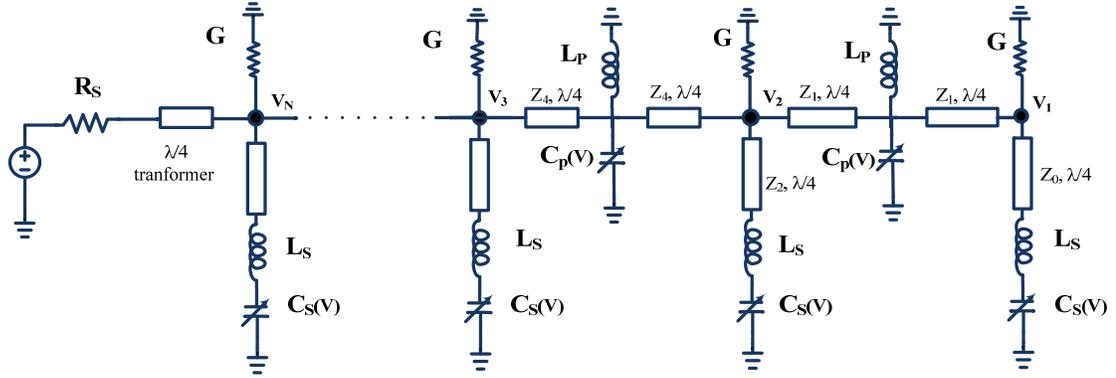 G
G
G
G
L_P
L_P
R_S
V_N
V_3
Z_4, λ/4
Z_4, λ/4
V_2
Z_1, λ/4
Z_1, λ/4
V_1
λ/4
tranformer
C_p(V)
C_p(V)
Z_2, λ/4
Z_0, λ/4
L_S
L_S
L_S
L_S
C_S(V)
C_S(V)
C_S(V)
C_S(V)